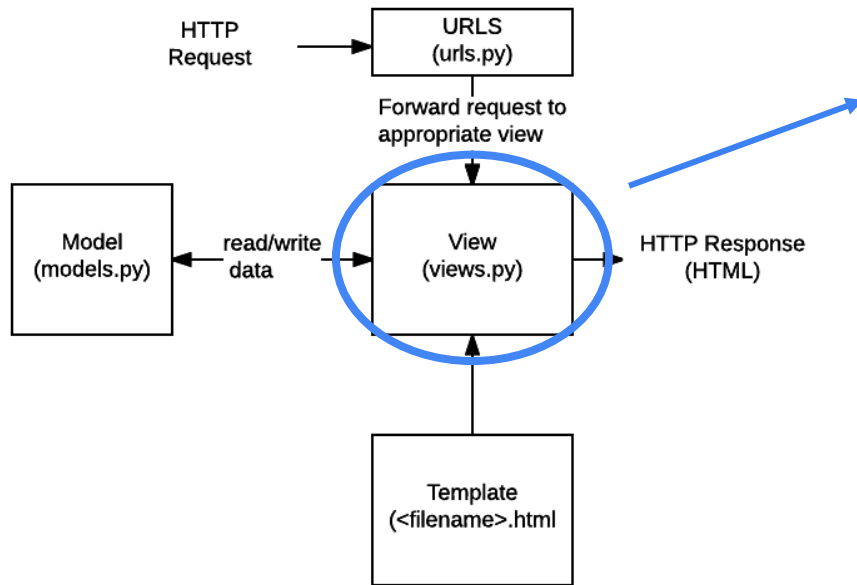 HTTP
Request
URLS
(urls.py)
Forward request to
appropriate view
Model
(models.py)
read/write
data
View
(views.py)
HTTP Response
(HTML)
Template
(<filename>.html